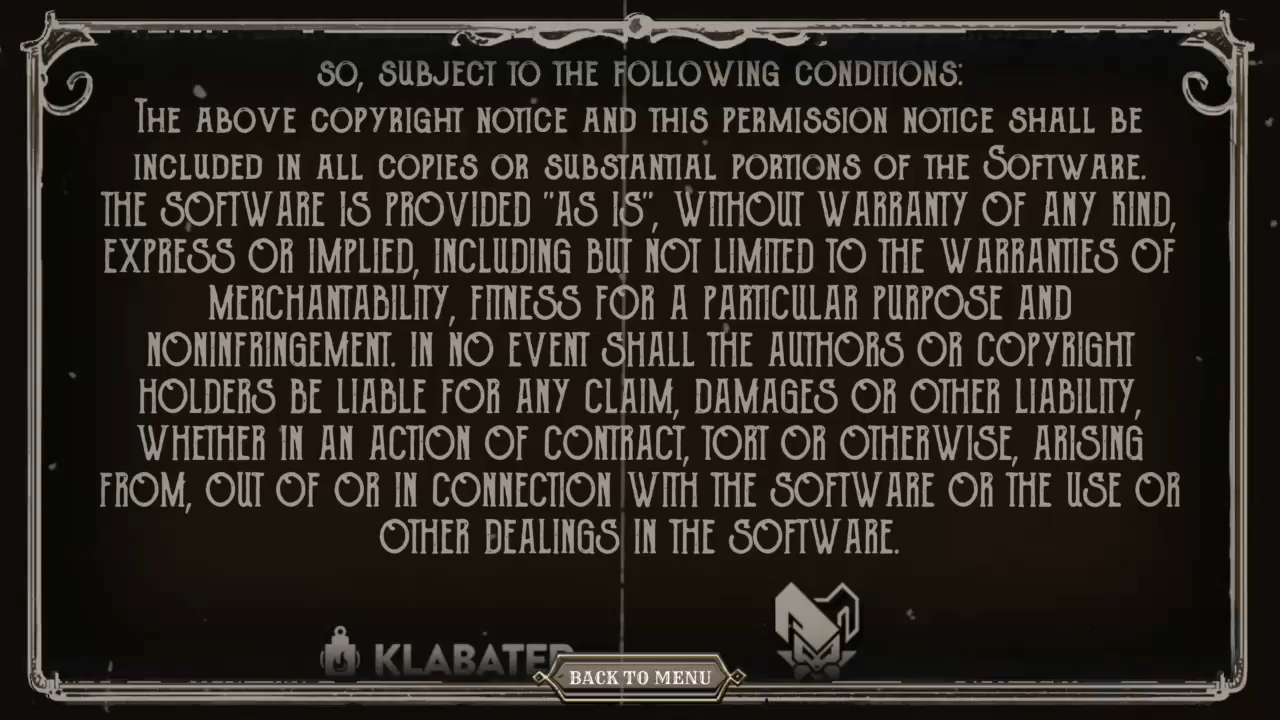 SO, SUBJECT TO THE FOLLOWING CONDITIONS:
THE ABOVE COPYRIGHT NOTICE AND THIS PERMISSION NOTICE SHALL BE
INCLUDED IN ALL COPIES OR SUBSTANTIAL PORTIONS OF THE SOFTWARE.
THE SOFTWARE IS PROVIDED "AS IS", WITHOUT WARRANTY OF ANY KIND,
EXPRESS OR IMPLIED, INCLUDING BUT NOT LIMITED TO THE WARRANTIES OF
MERCHANTABILITY, FITNESS FOR A PARTICULAR PURPOSE AND
NONINFRINGEMENT. IN NO EVENT SHALL THE AUTHORS OR COPYRIGHT
HOLDERS BE LIABLE FOR ANY CLAIM, DAMAGES OR OTHER LIABILITY,
WHETHER IN AN ACTION OF CONTRACT, TORT OR OTHERWISE, ARISING
FROM, OUT OF OR IN CONNECTION WITH THE SOFTWARE OR THE USE OR
OTHER DEALINGS IN THE SOFTWARE.
KLABATER
BACK TO MENU